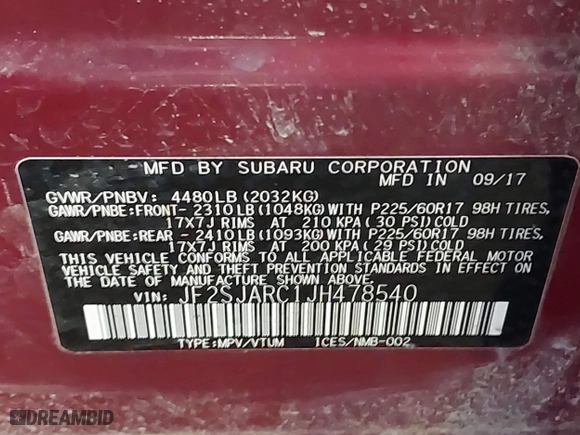 MFD BY SUBARU CORPORATION
MFD IN 09/17
GVWR/PNBV: 4480LB(2032KG)
GAWR/PNBE:FRONT-2310LB(1048KG)WITH P225/60R17 98H TIRES,
17X7J RIMS AT 210KPA(30 PSI)COLD
GAWR/PNBE:REAR -2410LB(1093KG)WITH P225/60R17 98H TIRES,
17X7J RIMS AT 200KPA(29 PSI)COLD
THIS VEHICLE CONFORMS TO ALL APPLICABLE FEDERAL MOTOR
VEHICLE SAFETY AND THEFT PREVENTION STANDARDS IN EFFECT ON
THE DATE OF MANUFACTURE SHOWN ABOVE.
VIN: JF2SJARC1JH478540
TYPE:MPV/VTUM ICES/NMB-002
DREAMBID